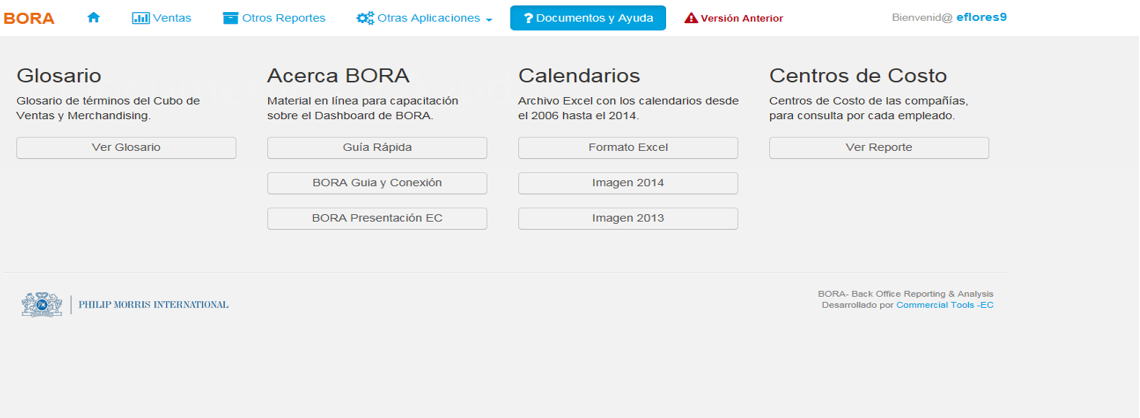 BORA Ventas Otros Reportes Otras Aplicaciones ? Documentos y Ayuda Versión Anterior Bienvenid@ eflores9
Glosario
Glosario de términos del Cubo de
Ventas y Merchandising.
Ver Glosario
Acerca BORA
Material en línea para capacitación
sobre el Dashboard de BORA.
Guía Rápida
BORA Guia y Conexión
BORA Presentación EC
Calendarios
Archivo Excel con los calendarios desde
el 2006 hasta el 2014.
Formato Excel
Imagen 2014
Imagen 2013
Centros de Costo
Centros de Costo de las compañías,
para consulta por cada empleado.
Ver Reporte
PHILIP MORRIS INTERNATIONAL
BORA- Back Office Reporting & Analysis
Desarrollado por Commercial Tools -EC